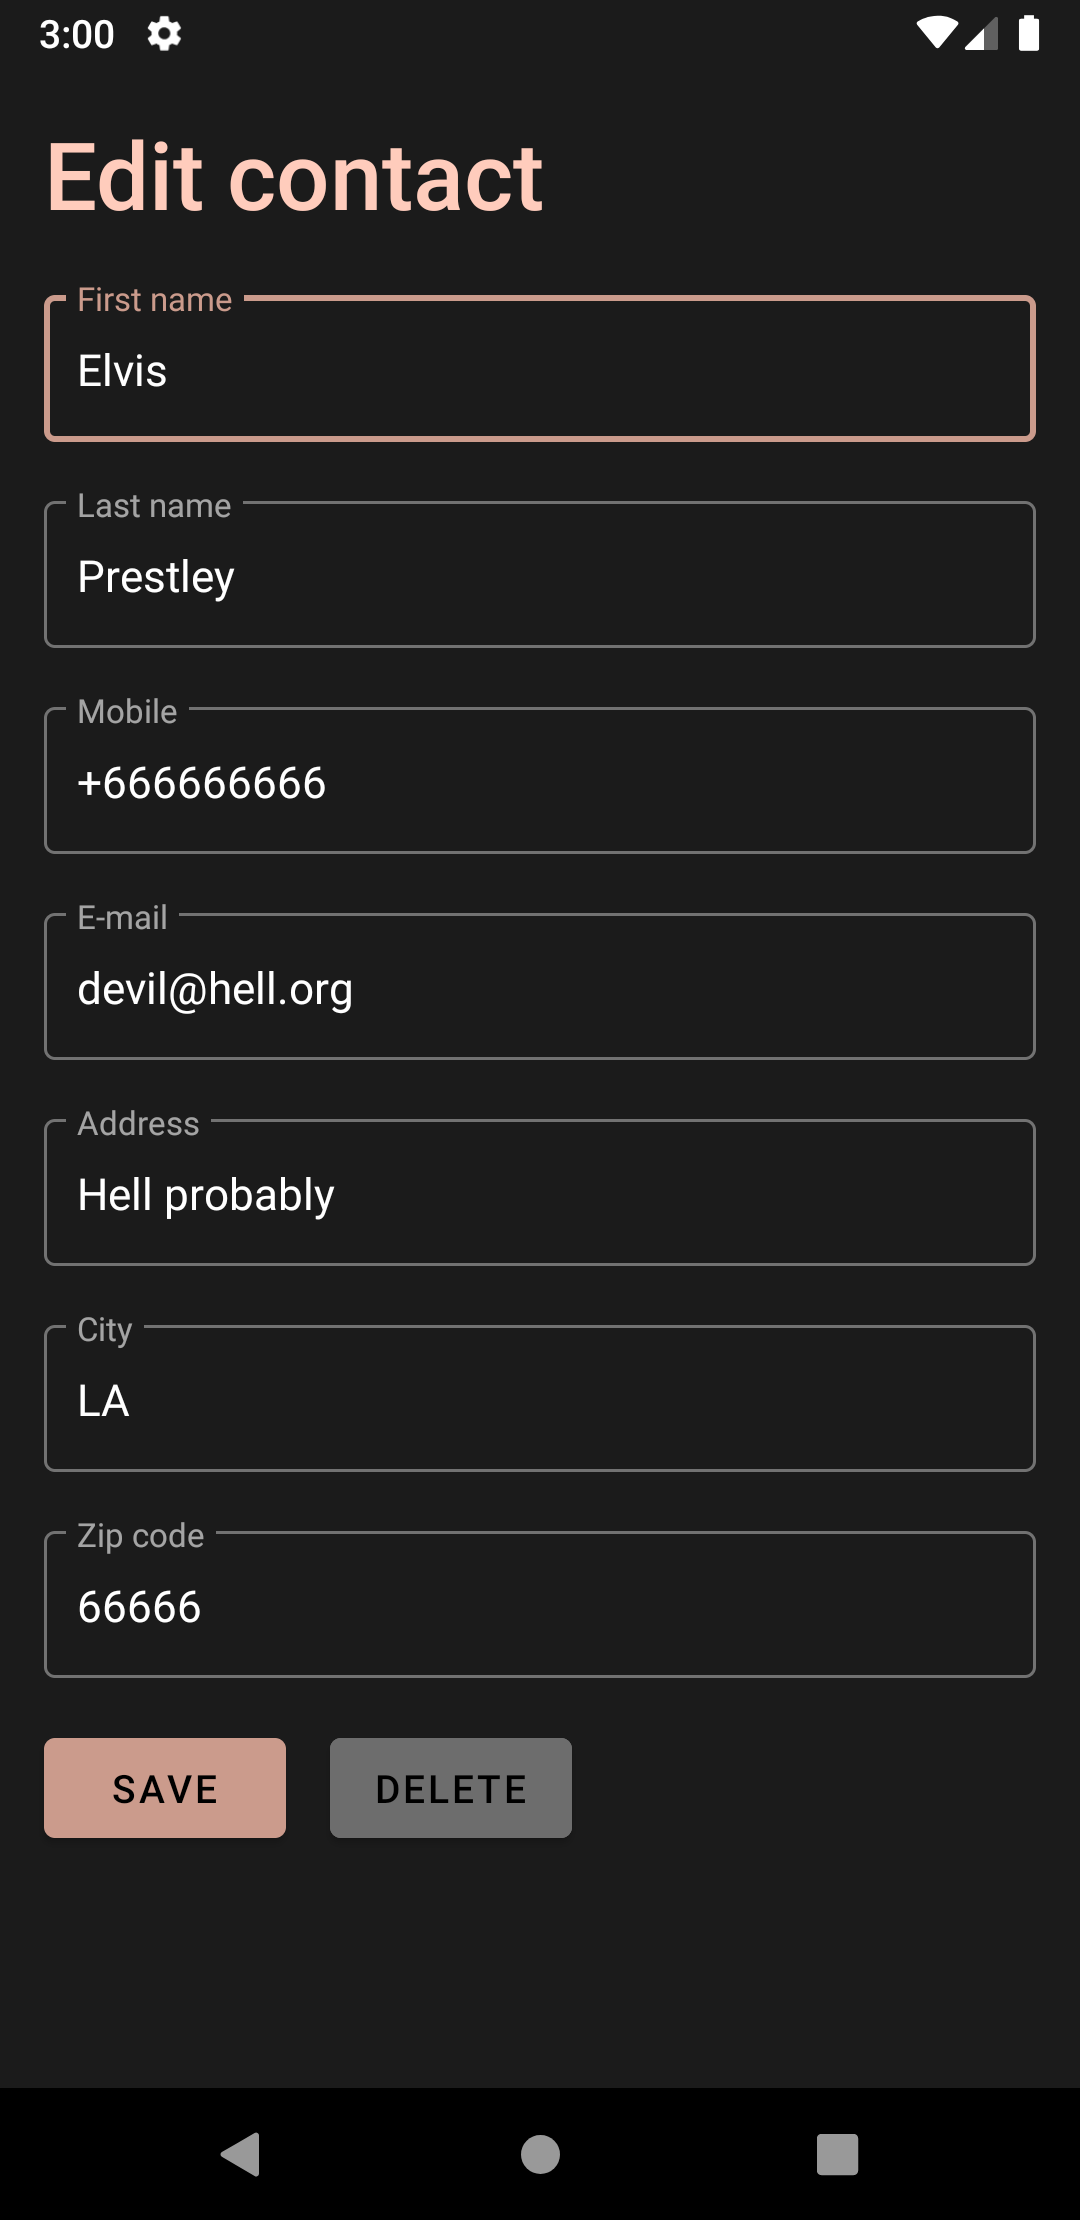 3:00
Edit contact
First name
Elvis
Last name
Prestley
Mobile
+666666666
E-mail
devil@hell.org
Address
Hell probably
City
LA
Zip code
66666
SAVE DELETE